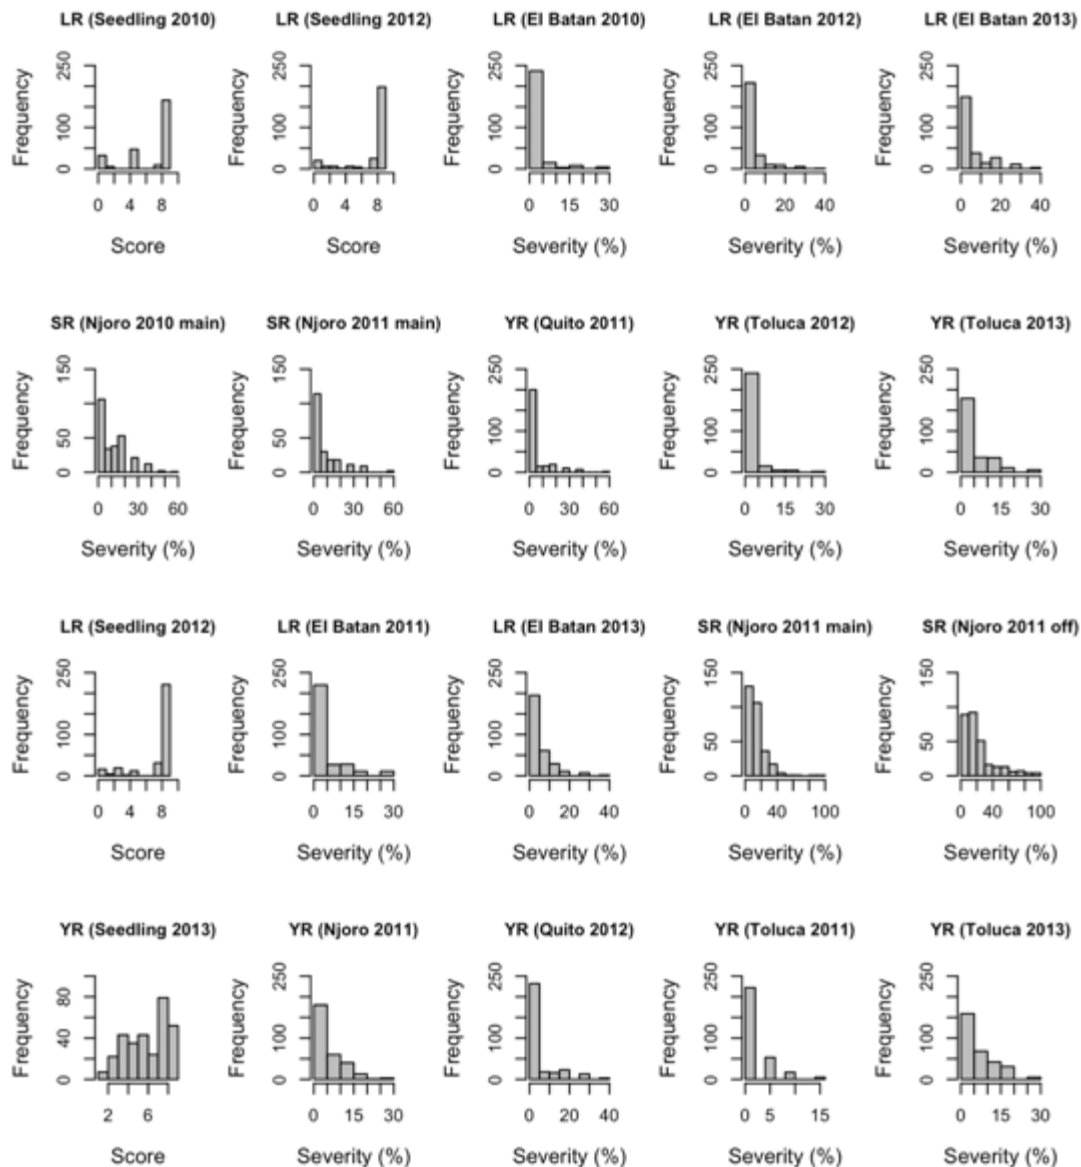 LR (Seedling 2010) LR (Seedling 2012) LR (El Batan 2010) LR (El Batan 2012) LR (El Batan 2013)
Frequency Frequency Frequency Frequency Frequency
0 100 250 0 100 250 0 100 250 0 100 250 0 100 250
0 4 8 0 4 8 0 15 30 0 20 40 0 20 40
Score Score Severity (%) Severity (%) Severity (%)
SR (Njoro 2010 main) SR (Njoro 2011 main) YR (Quito 2011) YR (Toluca 2012) YR (Toluca 2013)
Frequency Frequency Frequency Frequency Frequency
0 50 150 0 50 150 0 100 250 0 100 250 0 100 250
0 30 60 0 30 60 0 30 60 0 15 30 0 15 30
Severity (%) Severity (%) Severity (%) Severity (%) Severity (%)
LR (Seedling 2012) LR (El Batan 2011) LR (El Batan 2013) SR (Njoro 2011 main) SR (Njoro 2011 off)
Frequency Frequency Frequency Frequency Frequency
0 100 250 0 100 250 0 100 250 0 50 150 0 50 150
0 4 8 0 15 30 0 20 40 0 40 100 0 40 100
Score Severity (%) Severity (%) Severity (%) Severity (%)
YR (Seedling 2013) YR (Njoro 2011) YR (Quito 2012) YR (Toluca 2011) YR (Toluca 2013)
Frequency Frequency Frequency Frequency Frequency
0 40 80 0 100 250 0 100 250 0 100 250 0 100 250
2 6 0 15 30 0 20 40 0 5 15 0 15 30
Score Severity (%) Severity (%) Severity (%) Severity (%)